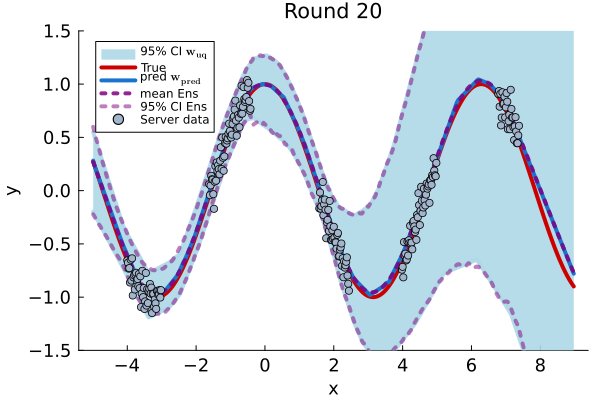 Round 20
1.5
1.0
0.5
0.0
−0.5
−1.0
−1.5
y
95% CI w_uq
True
pred w_pred
mean Ens
95% CI Ens
Server data
−4 −2 0 2 4 6 8
x